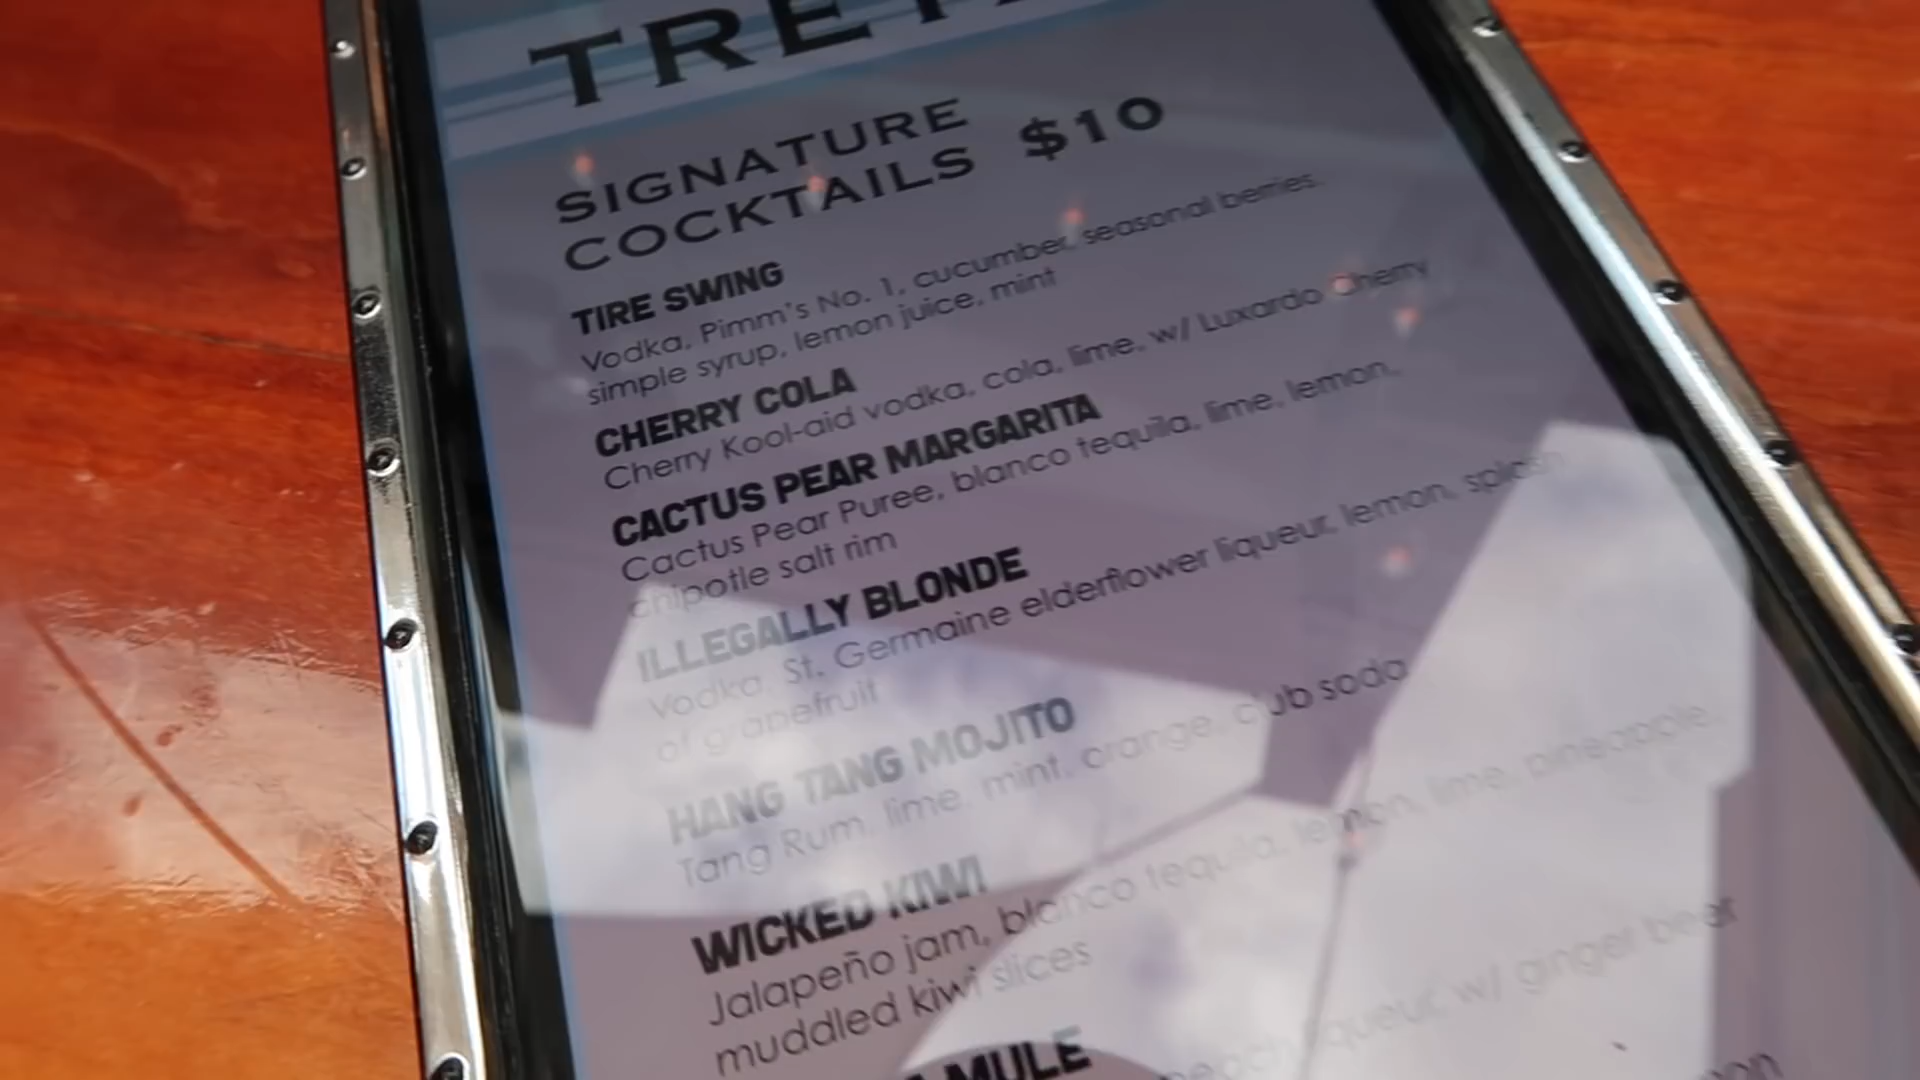 SIGNATURE
COCKTAILS $10
TIRE SWING
Vodka, Pimm's No. 1, cucumber, seasonal berries,
simple syrup, lemon juice, mint
CHERRY COLA
Cherry Kool-aid vodka, cola, lime, w/ Luxardo Cherry
CACTUS PEAR MARGARITA
Cactus Pear Puree, blanco tequila, lime, lemon,
chipotle salt rim
ILLEGALLY BLONDE
Vodka, St. Germaine elderflower liqueur, lemon, splash
of grapefruit
HANG TANG MOJITO
Tang Rum, lime, mint, orange, club soda
WICKED KIWI
Jalapeño jam, blanco tequila, lemon, lime, pineapple,
muddled kiwi slices
MULE
liqueur, w/ ginger beer